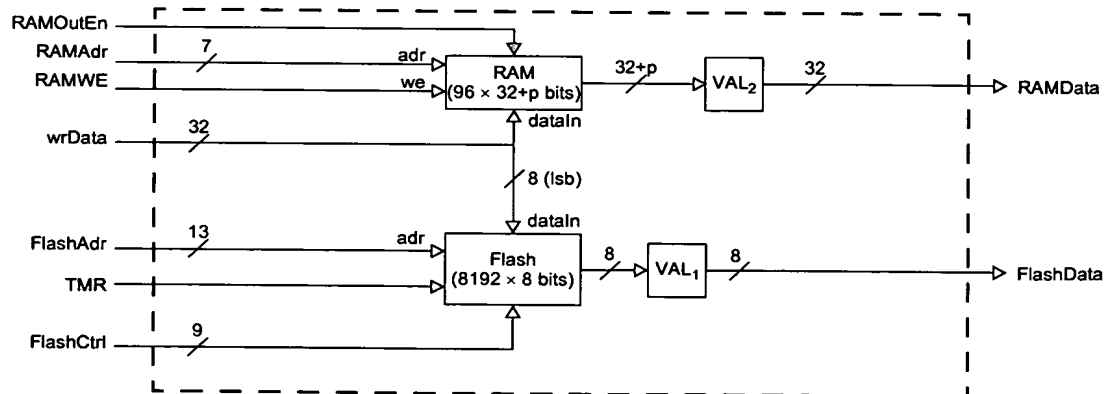 RAMOutEn
RAMAdr
7
adr
RAMWE
we
RAM
(96 × 32+p bits)
32+p
VAL2
32
RAMData
dataIn
wrData
32
8 (lsb)
dataIn
FlashAdr
13
adr
Flash
(8192 × 8 bits)
8
VAL1
8
FlashData
TMR
FlashCtrl
9